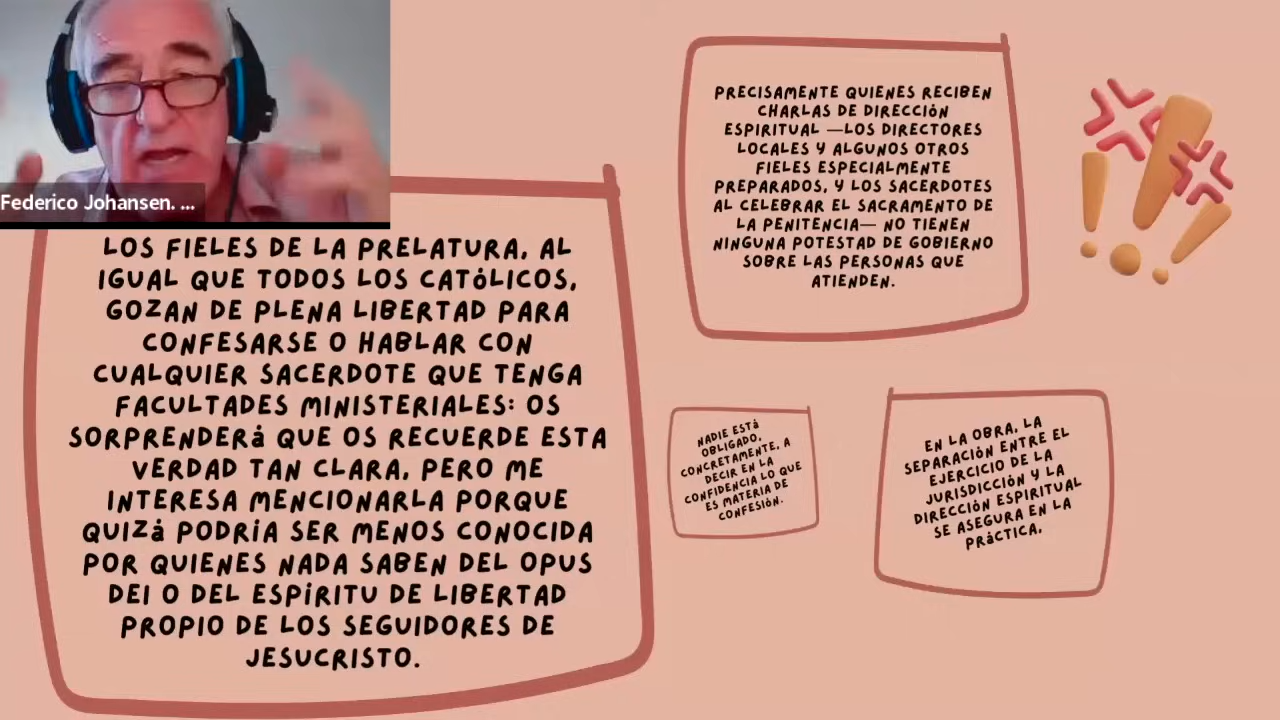 Federico Johansen. ...
LOS FIELES DE LA PRELATURA, AL
IGUAL QUE TODOS LOS CATÓLICOS,
GOZAN DE PLENA LIBERTAD PARA
CONFESARSE O HABLAR CON
CUALQUIER SACERDOTE QUE TENGA
FACULTADES MINISTERIALES: OS
SORPRENDERÁ QUE OS RECUERDE ESTA
VERDAD TAN CLARA, PERO ME
INTERESA MENCIONARLA PORQUE
QUIZÁ PODRÍA SER MENOS CONOCIDA
POR QUIENES NADA SABEN DEL OPUS
DEI O DEL ESPÍRITU DE LIBERTAD
PROPIO DE LOS SEGUIDORES DE
JESUCRISTO.
PRECISAMENTE QUIENES RECIBEN
CHARLAS DE DIRECCIÓN
ESPIRITUAL —LOS DIRECTORES
LOCALES Y ALGUNOS OTROS
FIELES ESPECIALMENTE
PREPARADOS, Y LOS SACERDOTES
AL CELEBRAR EL SACRAMENTO DE
LA PENITENCIA— NO TIENEN
NINGUNA POTESTAD DE GOBIERNO
SOBRE LAS PERSONAS QUE
ATIENDEN.
NADIE ESTÁ
OBLIGADO,
CONCRETAMENTE, A
DECIR EN LA
CONFIDENCIA LO QUE
ES MATERIA DE
CONFESIÓN.
EN LA OBRA, LA
SEPARACIÓN ENTRE EL
EJERCICIO DE LA
JURISDICCIÓN Y LA
DIRECCIÓN ESPIRITUAL
SE ASEGURA EN LA
PRÁCTICA,